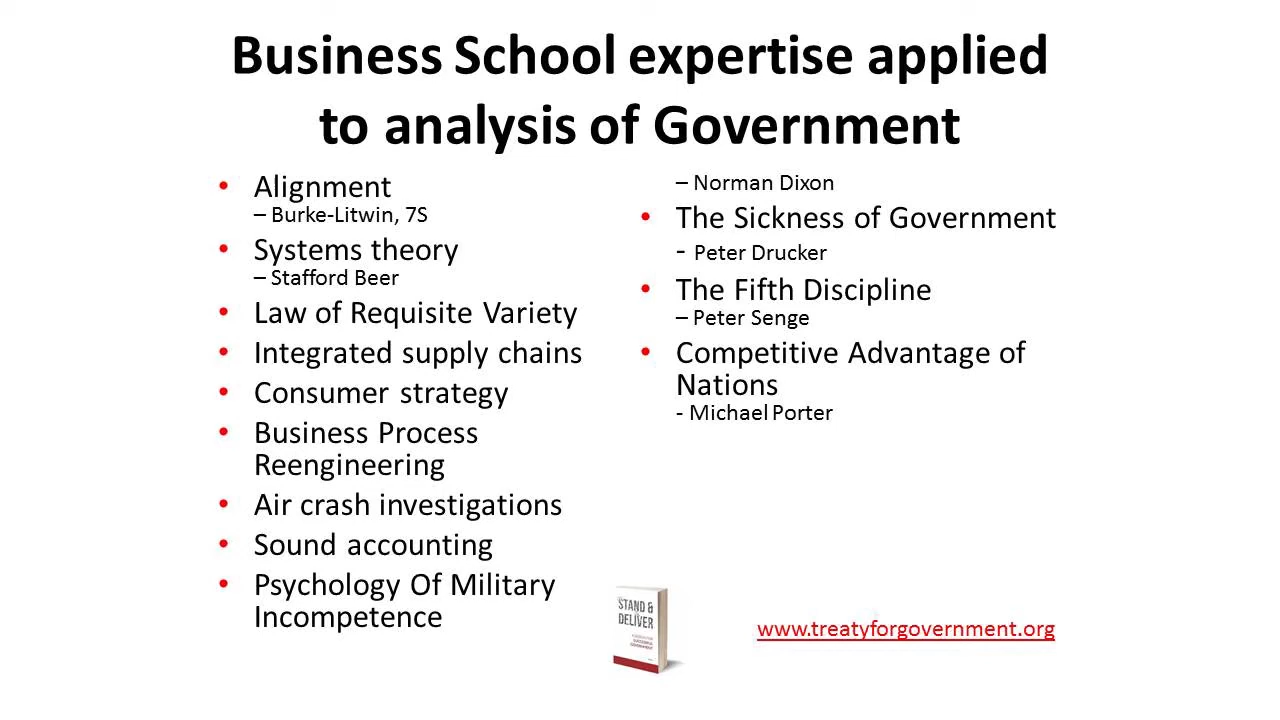 Business School expertise applied
to analysis of Government
• Alignment
– Burke-Litwin, 7S
• Systems theory
– Stafford Beer
• Law of Requisite Variety
• Integrated supply chains
• Consumer strategy
• Business Process
Reengineering
• Air crash investigations
• Sound accounting
• Psychology Of Military
Incompetence
– Norman Dixon
• The Sickness of Government
- Peter Drucker
• The Fifth Discipline
– Peter Senge
• Competitive Advantage of
Nations
- Michael Porter
STAND &
DELIVER
SUCCESSFUL
GOVERNMENT
www.treatyforgovernment.org